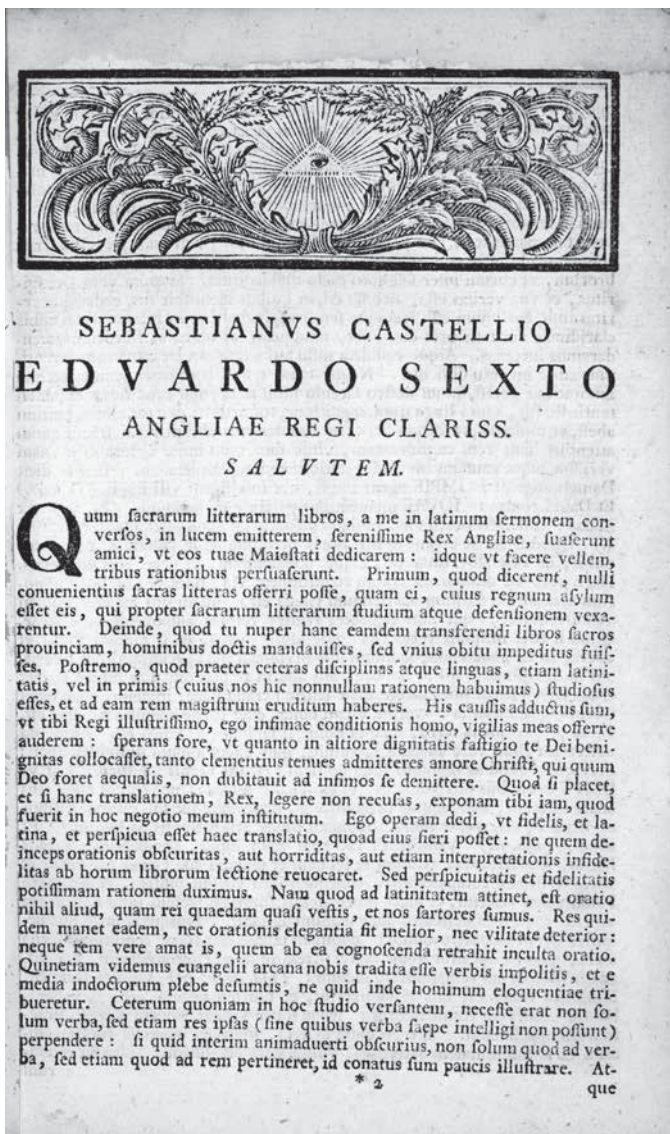 SEBASTIANVS CASTELLIO
EDVARDO SEXTO
ANGLIAE REGI CLARISS.
SALVTEM.
Quum ſacrarum litterarum libros, a me in latinum ſermonem con-
verſos, in lucem emitterem, ſereniſſime Rex Angliae, ſuaſerunt
amici, vt eos tuae Maieſtati dedicarem: idque vt facere vellem,
tribus rationibus perſuaſerunt. Primum, quod dicerent, nulli
conuenientius ſacras litteras offerri poſſe, quam ei, cuius regnum aſylum
eſſet eis, qui propter ſacrarum litterarum ſtudium atque defenſionem vexa-
rentur. Deinde, quod tu nuper hanc eamdem transferendi libros ſacros
prouinciam, hominibus doctis mandauiſſes, ſed vnius obitu impeditus fuiſ-
ſes. Poſtremo, quod praeter ceteras diſciplinas atque linguas, etiam latini-
tatis, vel in primis (cuius nos hic nonnullam rationem habuimus) ſtudioſus
eſſes, et ad eam rem magiſtrum eruditum haberes. His cauſſis adductus ſum,
vt tibi Regi illuſtriſſimo, ego infimae conditionis homo, vigilias meas offerre
auderem: ſperans fore, vt quanto in altiore dignitatis faſtigio te Dei beni-
gnitas collocaſſet, tanto clementius tenues admitteres amore Chriſti, qui quum
Deo foret aequalis, non dubitauit ad infimos ſe demittere. Quod ſi placet,
et ſi hanc translationem, Rex, legere non recuſas, exponam tibi iam, quod
fuerit in hoc negotio meum inſtitutum. Ego operam dedi, vt fidelis, et la-
tina, et perſpicua eſſet haec translatio, quoad eius fieri poſſet: ne quem de-
inceps orationis obſcuritas, aut horriditas, aut etiam interpretationis infide-
litas ab horum librorum lectione reuocaret. Sed perſpicuitatis et fidelitatis
potiſſimam rationem duximus. Nam quod ad latinitatem attinet, eſt oratio
nihil aliud, quam rei quaedam quaſi veſtis, et nos ſartores ſumus. Res qui-
dem manet eadem, nec orationis elegantia fit melior, nec vilitate deterior:
neque rem vere amat is, quem ab ea cognoſcenda retrahit inculta oratio.
Quinetiam videmus euangelii arcana nobis tradita eſſe verbis impolitis, et e
media indoctorum plebe deſumtis, ne quid inde hominum eloquentiae tri-
bueretur. Ceterum quoniam in hoc ſtudio verſantem, neceſſe erat non ſo-
lum verba, ſed etiam res ipſas (ſine quibus verba ſaepe intelligi non poſſunt)
perpendere: ſi quid interim animaduerti obſcurius, non ſolum quod ad ver-
ba, ſed etiam quod ad rem pertineret, id conatus ſum paucis illuſtrare. At-
* 2
que